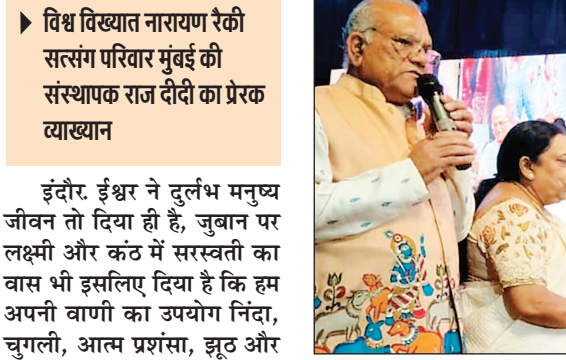 विश्व विख्यात नारायण रैकी
सत्संग परिवार मुंबई की
संस्थापक राज दीदी का प्रेरक
व्याख्यान
इंदौर. ईश्वर ने दुर्लभ मनुष्य
जीवन तो दिया ही है, जुबान पर
लक्ष्मी और कंठ में सरस्वती का
वास भी इसलिए दिया है कि हम
अपनी वाणी का उपयोग निंदा,
चुगली, आत्म प्रशंसा, झूठ और